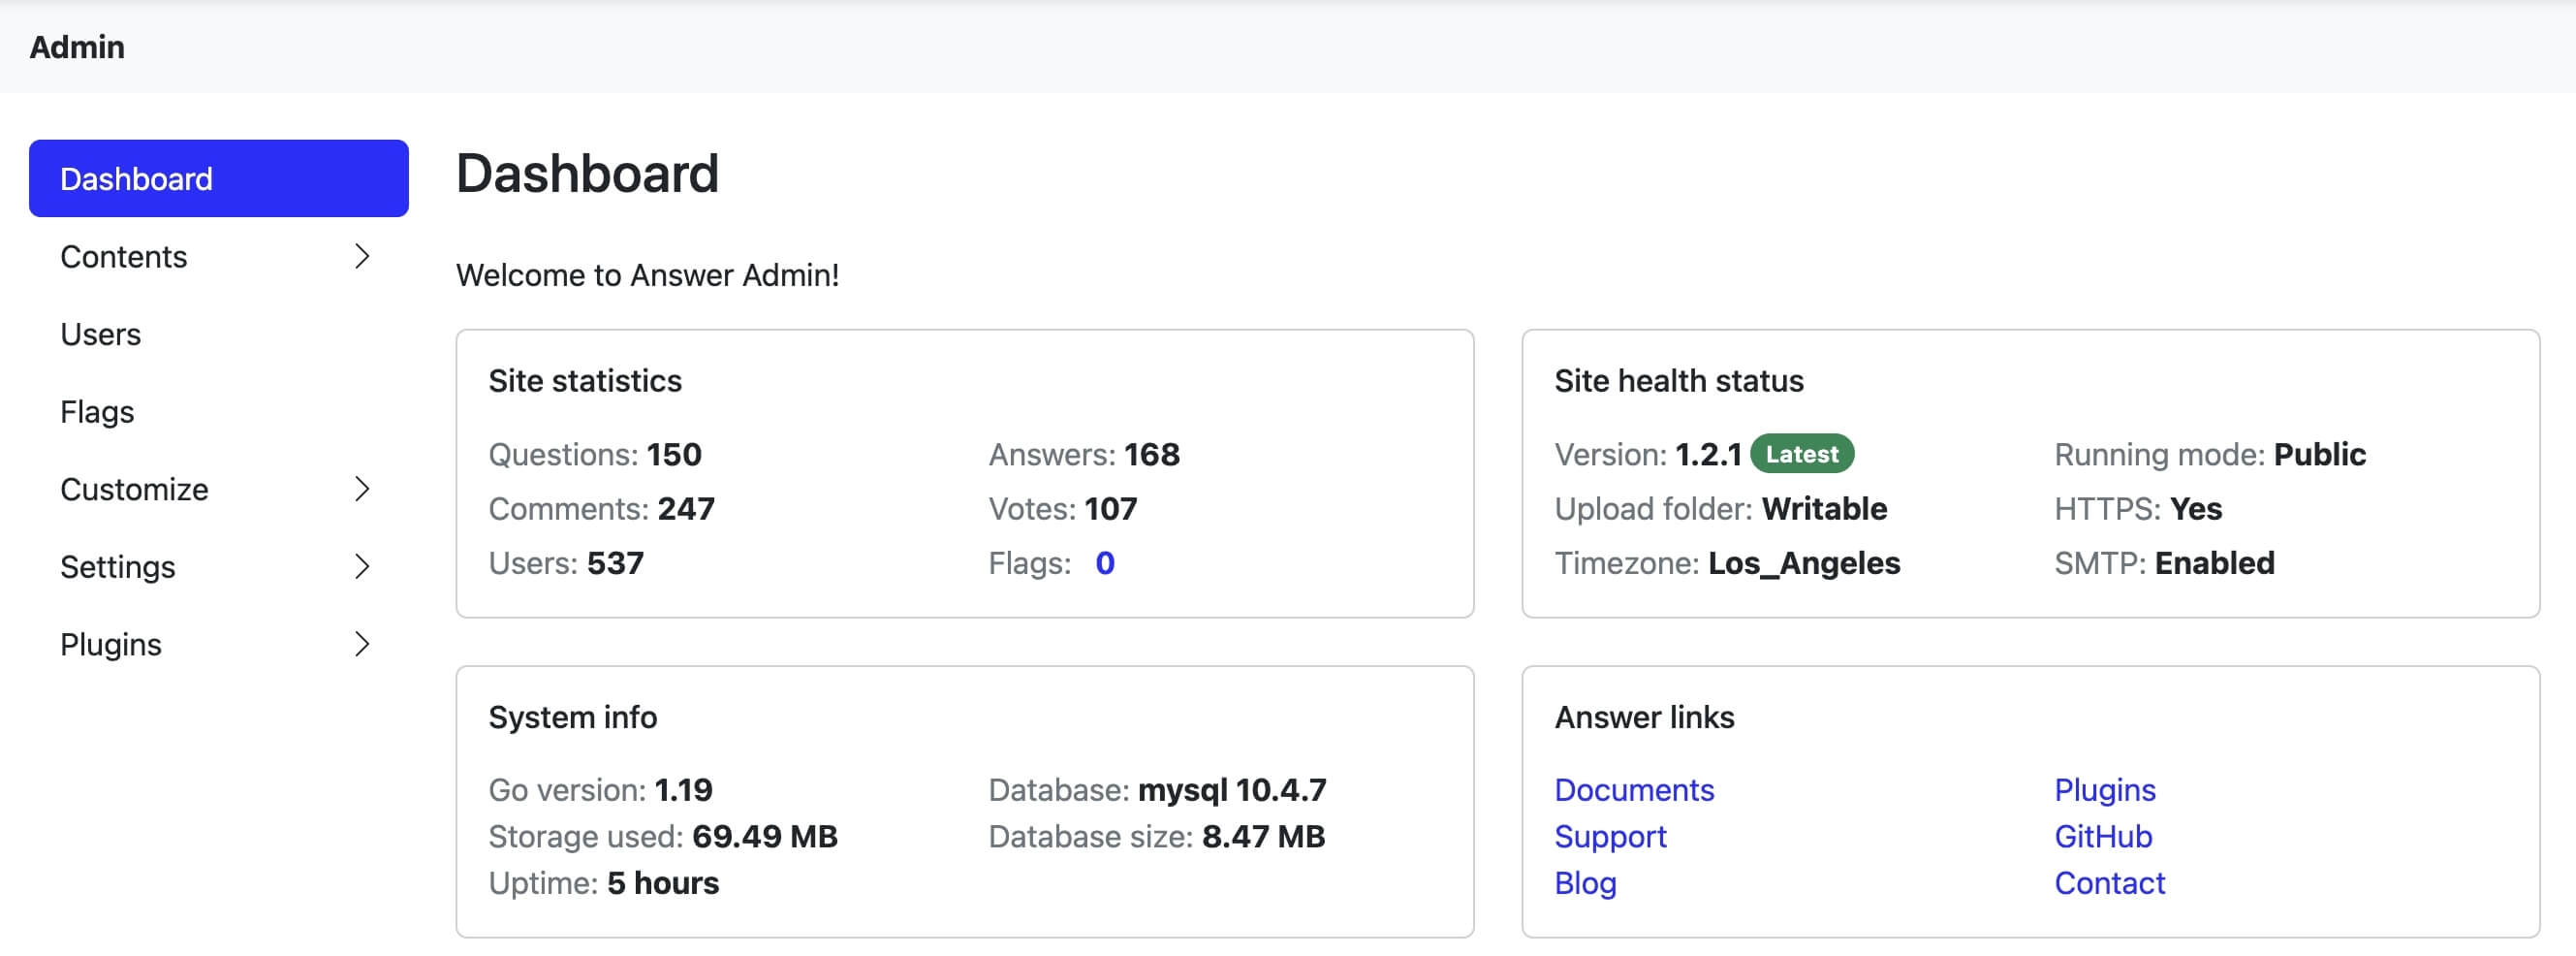 Admin
Dashboard
Contents
Users
Flags
Customize
Settings
Plugins
Dashboard
Welcome to Answer Admin!
Site statistics
Questions: 150 Answers: 168
Comments: 247 Votes: 107
Users: 537 Flags: 0
Site health status
Version: 1.2.1 Latest Running mode: Public
Upload folder: Writable HTTPS: Yes
Timezone: Los_Angeles SMTP: Enabled
System info
Go version: 1.19 Database: mysql 10.4.7
Storage used: 69.49 MB Database size: 8.47 MB
Uptime: 5 hours
Answer links
Documents Plugins
Support GitHub
Blog Contact